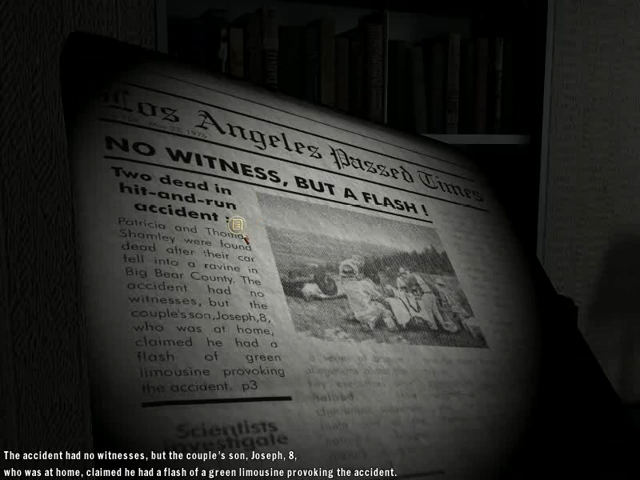 Los Angeles Passed Times
NO WITNESS, BUT A FLASH !
Two dead in
hit-and-run
accident :
Patricia and Thomas
Shamley were found
dead after their car
fell into a ravine in
Big Bear County. The
accident had no
witnesses, but the
couple's son,Joseph,8,
who was at home,
claimed he had a
flash of green
limousine provoking
the accident. p3
Scientists
investigate
The accident had no witnesses, but the couple's son, Joseph, 8,
who was at home, claimed he had a flash of a green limousine provoking the accident.